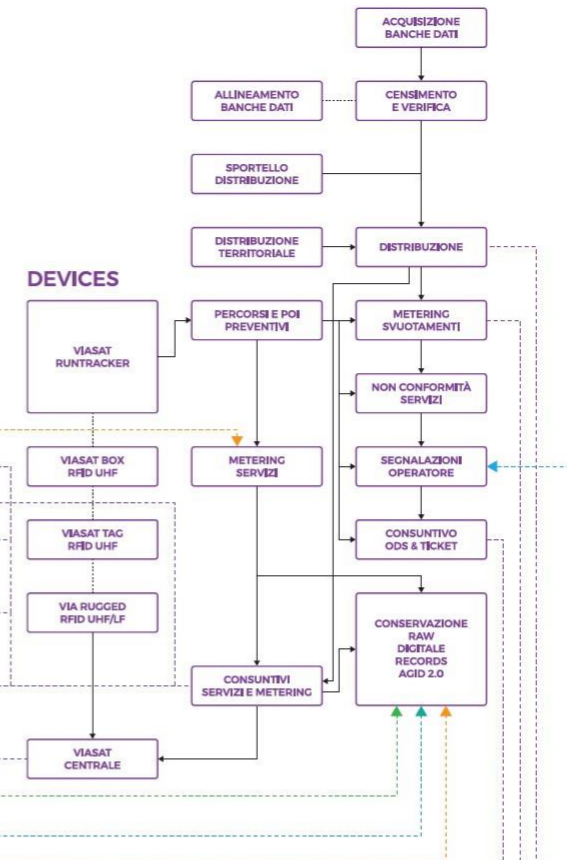 ACQUISIZIONE
BANCHE DATI
ALLINEAMENTO
BANCHE DATI
CENSIMENTO
E VERIFICA
SPORTELLO
DISTRIBUZIONE
DISTRIBUZIONE
TERRITORIALE
DISTRIBUZIONE
DEVICES
VIASAT
RUNTRACKER
PERCORSI E POI
PREVENTIVI
METERING
SVUOTAMENTI
NON CONFORMITÀ
SERVIZI
VIASAT BOX
RFID UHF
METERING
SERVIZI
SEGNALAZIONI
OPERATORE
VIASAT TAG
RFID UHF
CONSUNTIVO
ODS & TICKET
VIA RUGGED
RFID UHF/LF
CONSERVAZIONE
RAW
DIGITALE
RECORDS
AGID 2.0
CONSUNTIVI
SERVIZI E METERING
VIASAT
CENTRALE